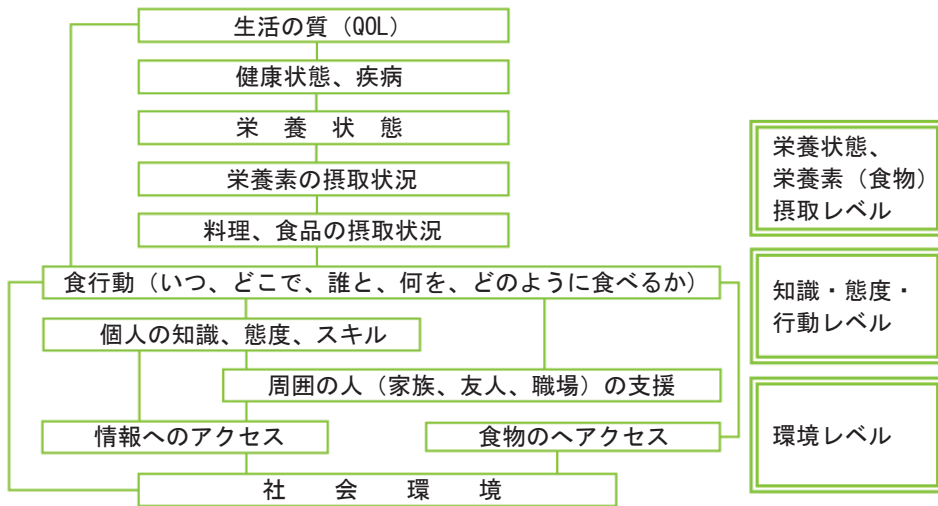 生活の質（QOL）
健康状態、疾病
栄養状態
栄養素の摂取状況
料理、食品の摂取状況
食行動（いつ、どこで、誰と、何を、どのように食べるか）
個人の知識、態度、スキル
周囲の人（家族、友人、職場）の支援
情報へのアクセス
食物のへアクセス
社会環境
栄養状態、
栄養素（食物）
摂取レベル
知識・態度・
行動レベル
環境レベル